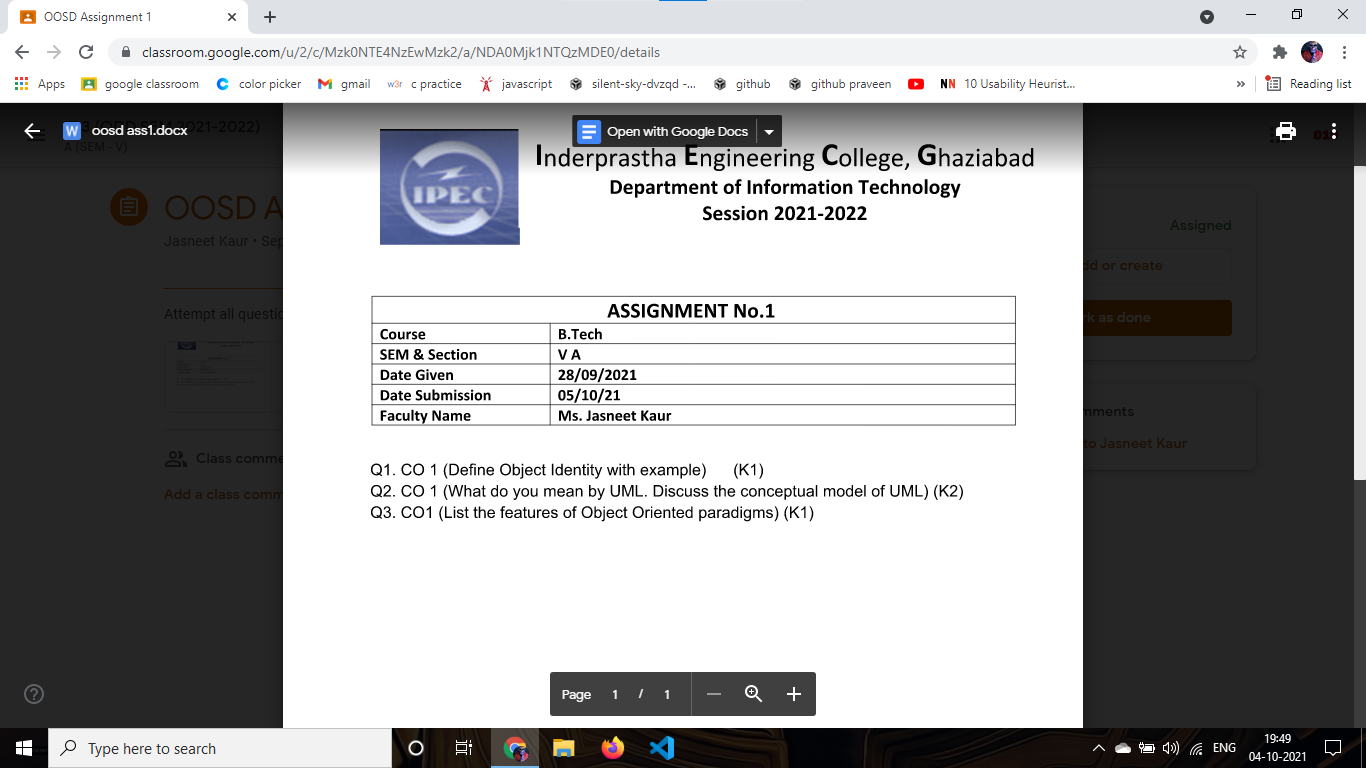 OOSD Assignment 1
classroom.google.com/u/2/c/Mzk0NTE4NzEwMzk2/a/NDA0Mjk1NTQzMDE0/details
Apps google classroom color picker gmail w3r c practice javascript silent-sky-dvzqd -... github github praveen NN 10 Usability Heurist... » Reading list
W oosd ass1.docx 2021-2022)
A (SEM - V)
Open with Google Docs
IPEC
Inderprastha Engineering College, Ghaziabad
Department of Information Technology
Session 2021-2022
OOSD A
Jasneet Kaur • Sep
Assigned
dd or create
Attempt all questio
k as done
ASSIGNMENT No.1
Course B.Tech
SEM & Section V A
Date Given 28/09/2021
Date Submission 05/10/21
Faculty Name Ms. Jasneet Kaur
mments
to Jasneet Kaur
Class comme
Add a class comm
Q1. CO 1 (Define Object Identity with example) (K1)
Q2. CO 1 (What do you mean by UML. Discuss the conceptual model of UML) (K2)
Q3. CO1 (List the features of Object Oriented paradigms) (K1)
Page 1 / 1
Type here to search
ENG
19:49
04-10-2021